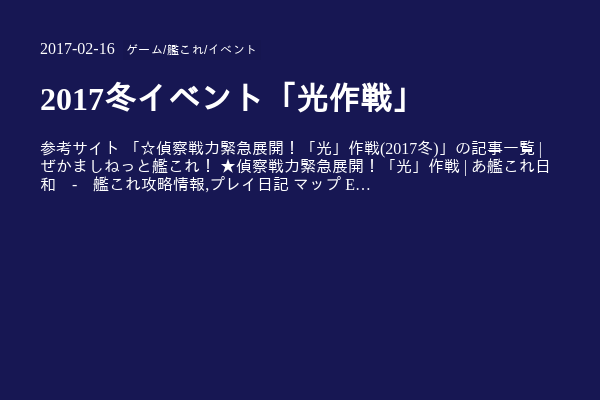 2017-02-16 ゲーム/艦これ/イベント
2017冬イベント「光作戦」
参考サイト 「☆偵察戦力緊急展開！「光」作戦(2017冬)」の記事一覧 |
ぜかましねっと艦これ！ ★偵察戦力緊急展開！「光」作戦 | あ艦これ日
和　-　艦これ攻略情報,プレイ日記 マップ E…